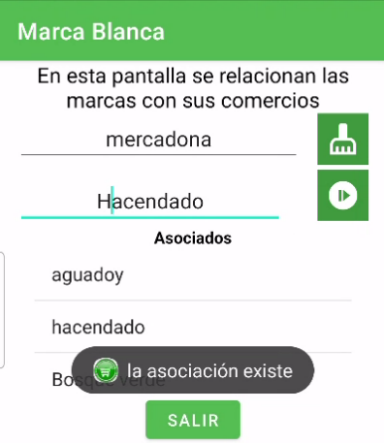 Marca Blanca
En esta pantalla se relacionan las
marcas con sus comercios
mercadona
Hacendado
Asociados
aguadoy
hacendado
Bosque verde
la asociación existe
SALIR